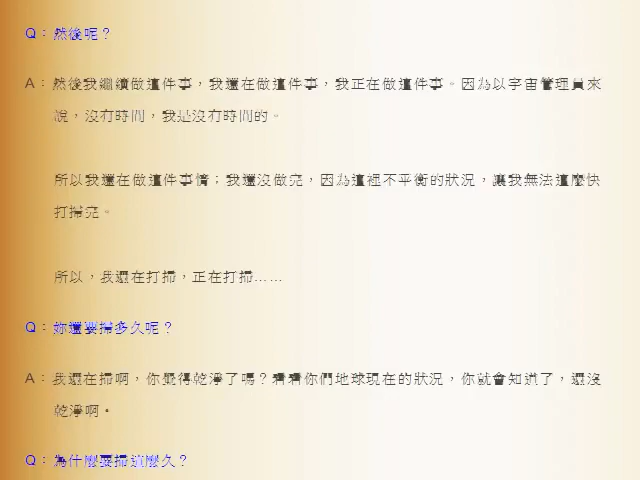 Q：然後呢？
A：然後我繼續做這件事，我還在做這件事，我正在做這件事。因為以宇宙管理員來
說，沒有時間，我是沒有時間的。
所以我還在做這件事情；我還沒做完，因為這裡不平衡的狀況，讓我無法這麼快
打掃完。
所以，我還在打掃，正在打掃……
Q：妳還要掃多久呢？
A：我還在掃啊，你覺得乾淨了嗎？看看你們地球現在的狀況，你就會知道了，還沒
乾淨啊。
Q：為什麼要掃這麼久？